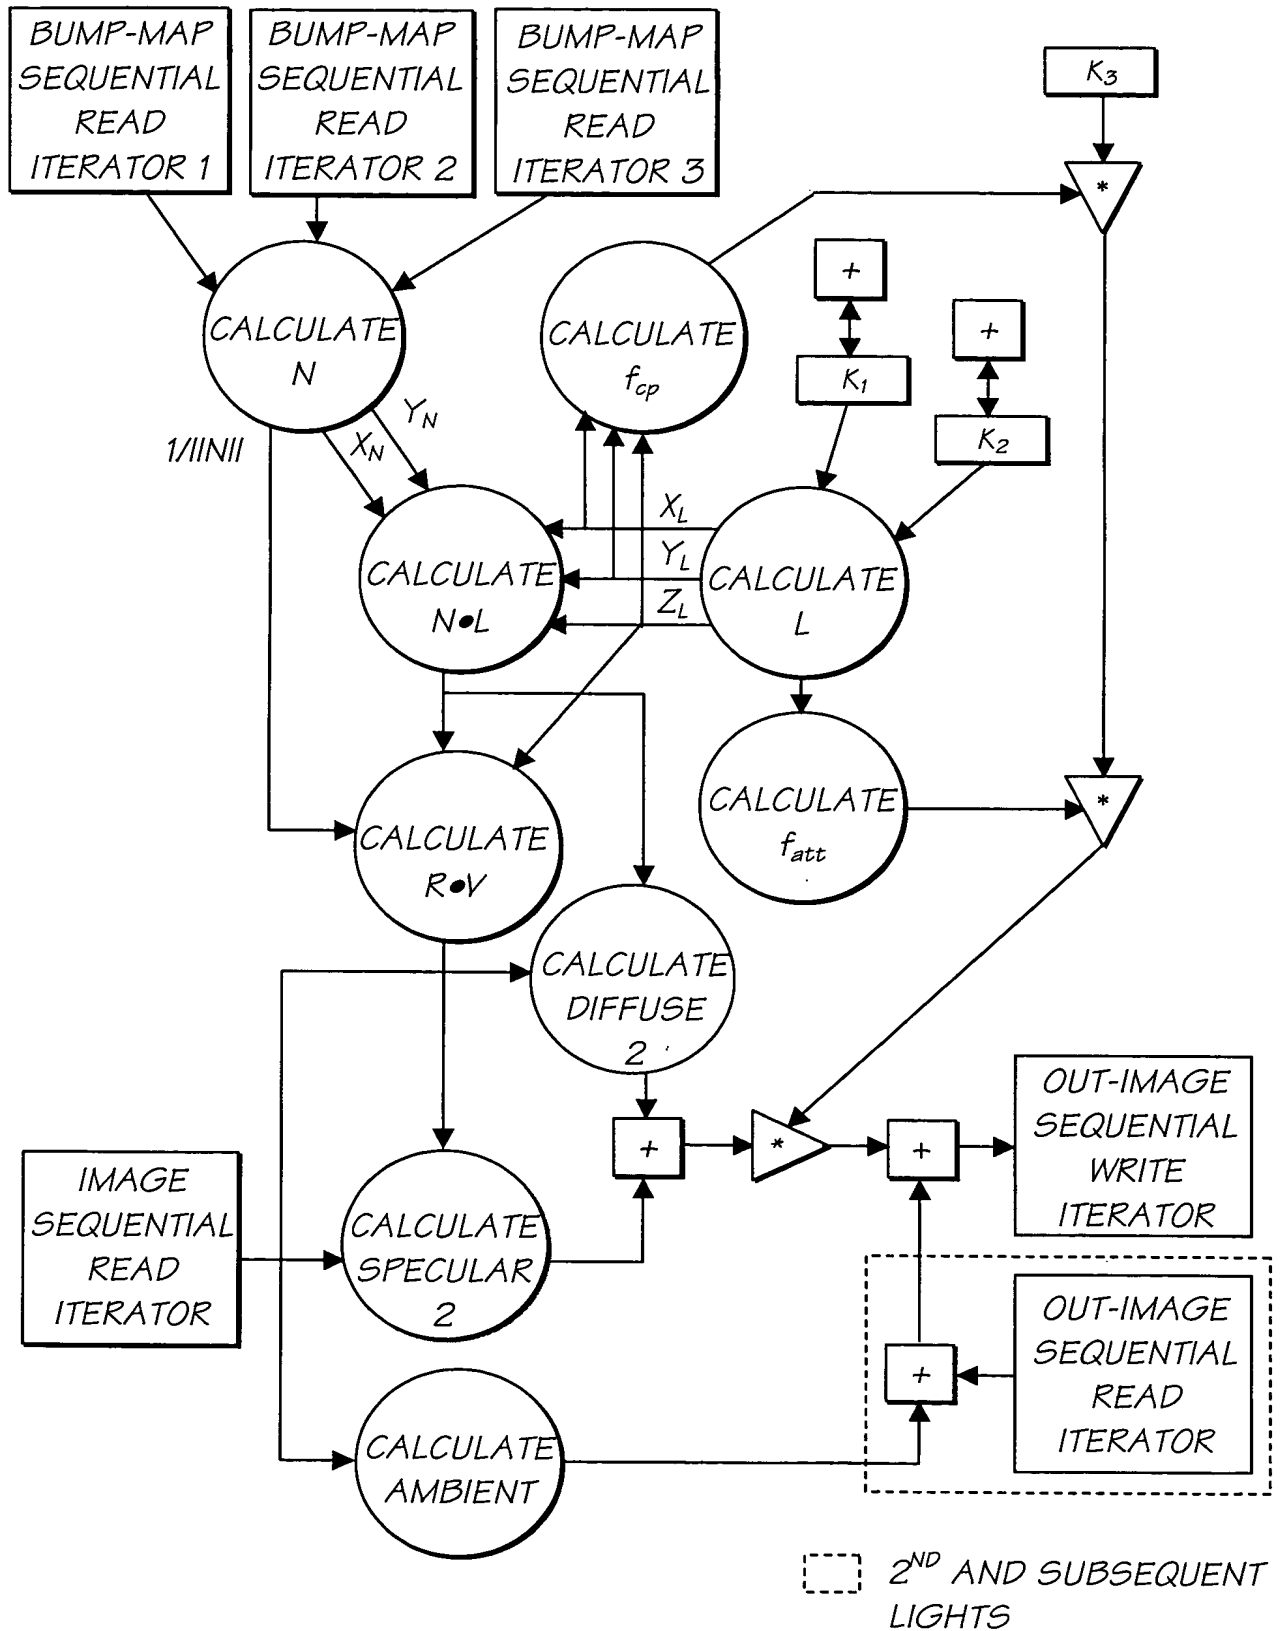 BUMP-MAP
SEQUENTIAL
READ
ITERATOR 1
BUMP-MAP
SEQUENTIAL
READ
ITERATOR 2
BUMP-MAP
SEQUENTIAL
READ
ITERATOR 3
K3
*
+
+
CALCULATE
N
CALCULATE
fcp
K1
K2
1/||N||
XN
YN
XL
YL
ZL
CALCULATE
N•L
CALCULATE
L
CALCULATE
R•V
CALCULATE
fatt
*
CALCULATE
DIFFUSE
2
+
*
+
OUT-IMAGE
SEQUENTIAL
WRITE
ITERATOR
IMAGE
SEQUENTIAL
READ
ITERATOR
CALCULATE
SPECULAR
2
+
OUT-IMAGE
SEQUENTIAL
READ
ITERATOR
CALCULATE
AMBIENT
2ND AND SUBSEQUENT
LIGHTS